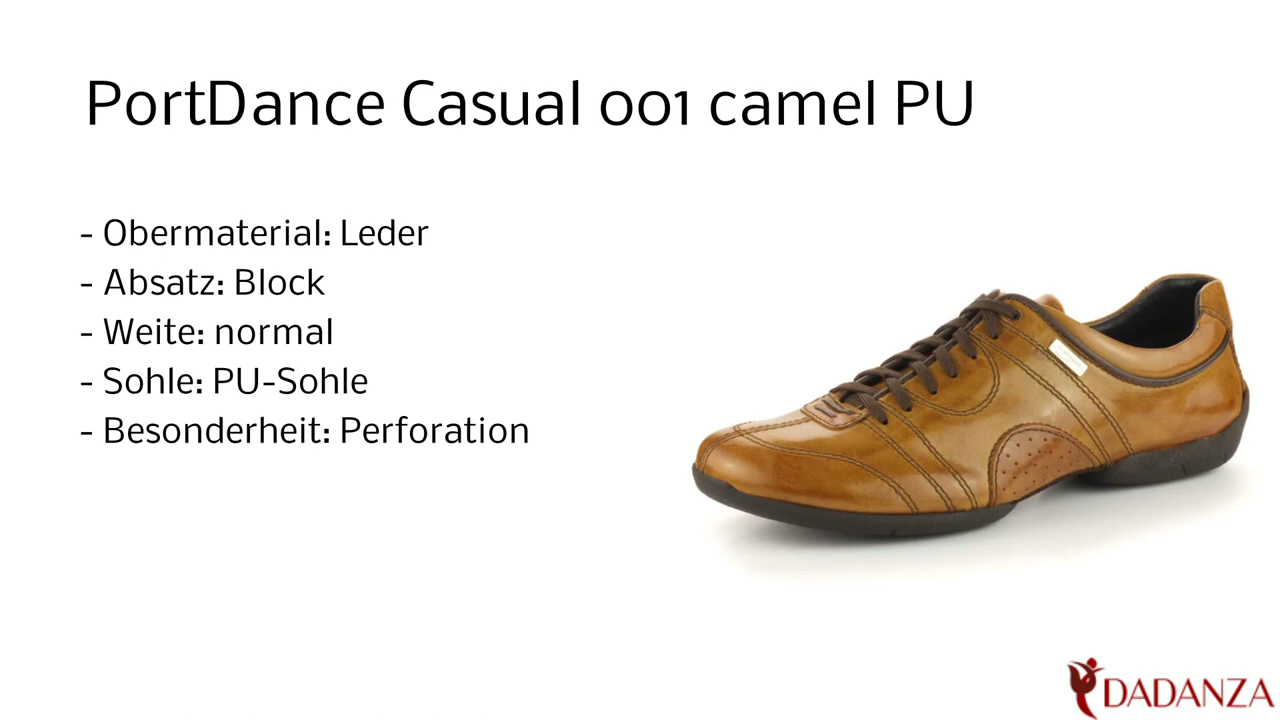 PortDance Casual 001 camel PU
- Obermaterial: Leder
- Absatz: Block
- Weite: normal
- Sohle: PU-Sohle
- Besonderheit: Perforation
DADANZA